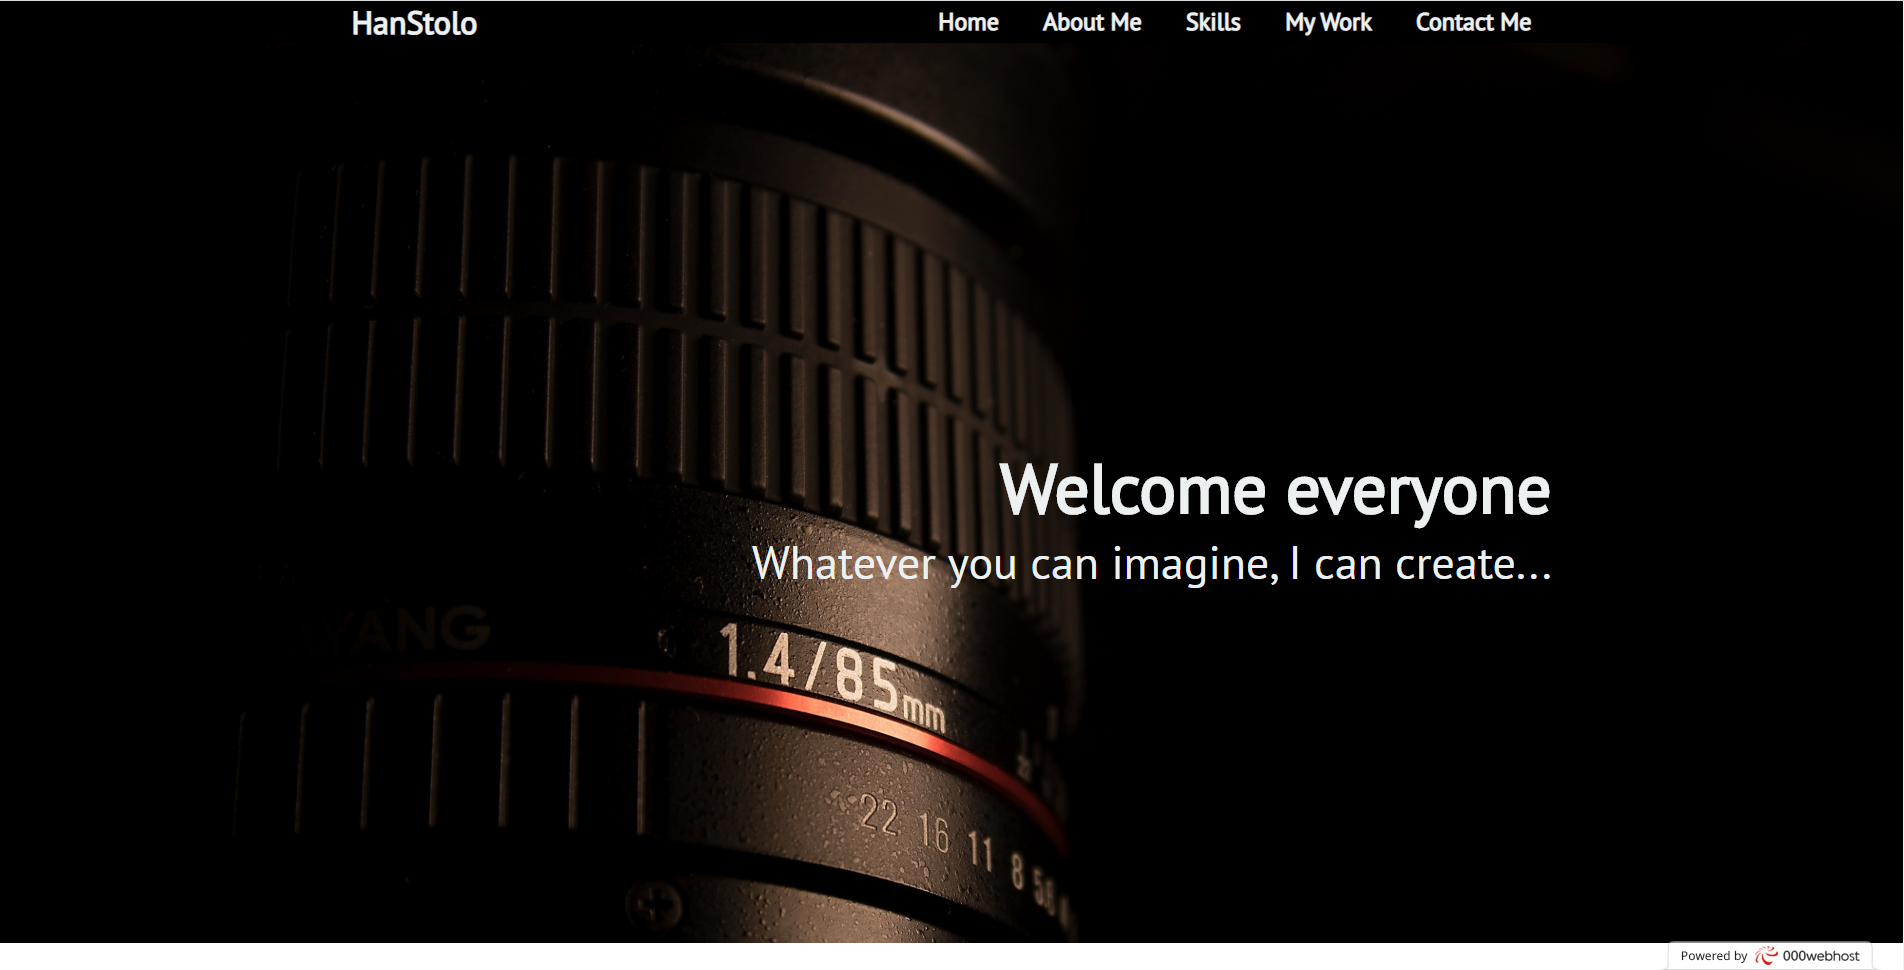 HanStolo
Home About Me Skills My Work Contact Me
Welcome everyone
Whatever you can imagine, I can create...
1.4/85mm
22 16 11 8 5.6
Powered by 000webhost